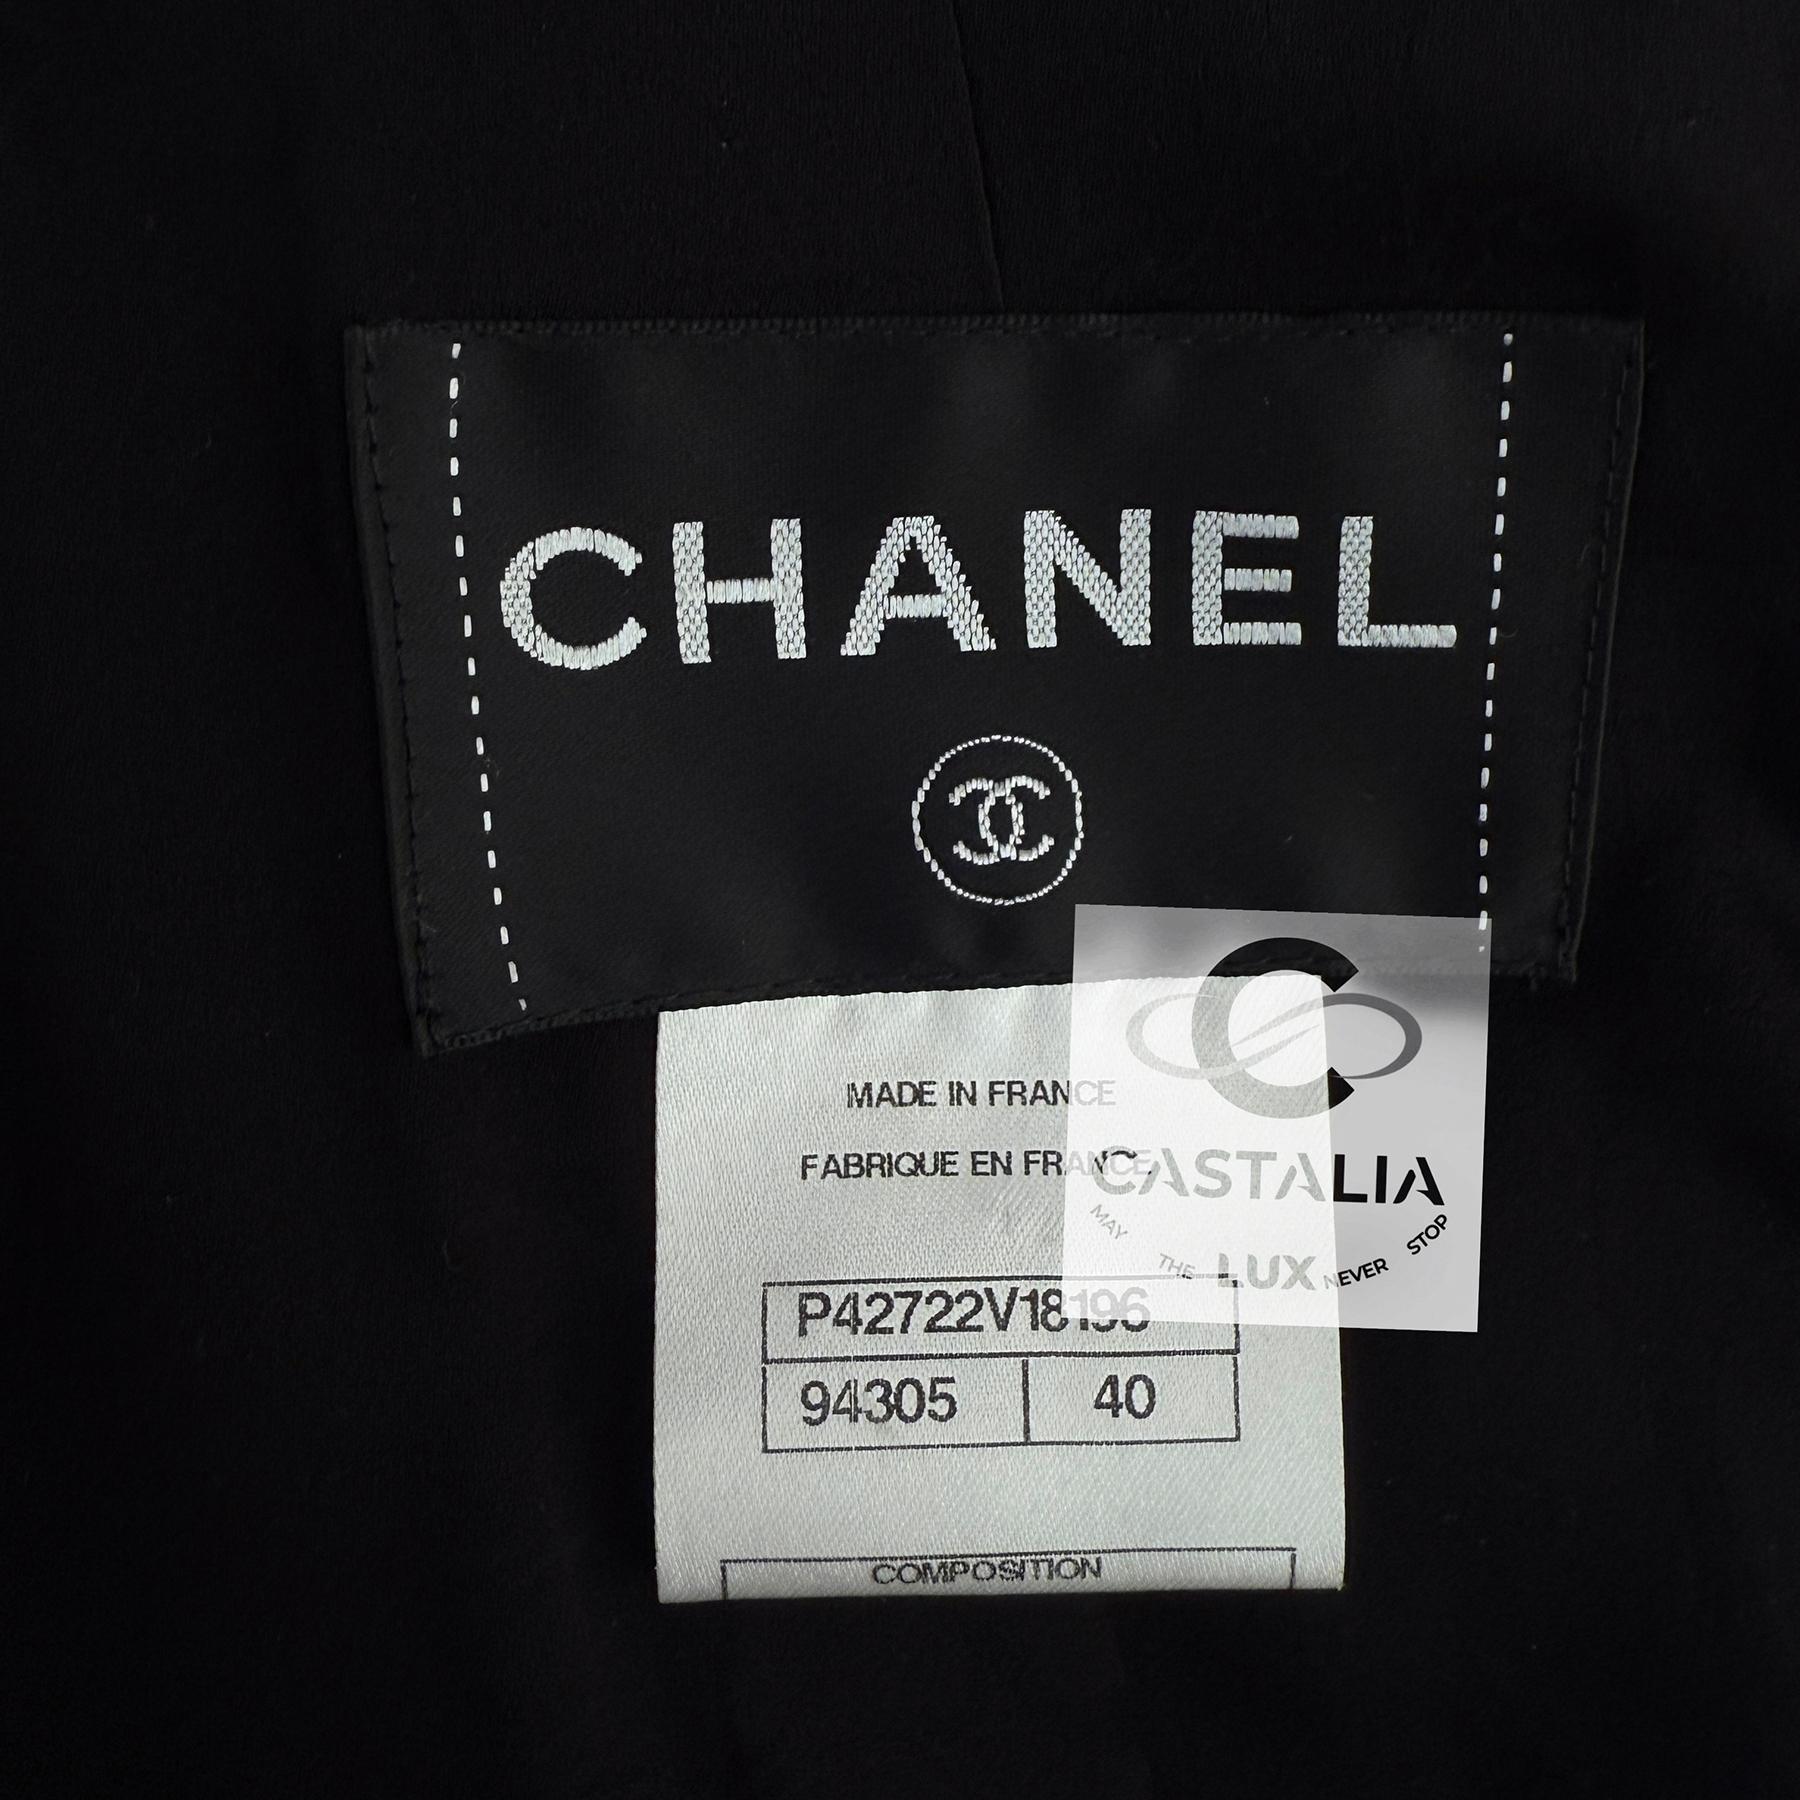 CHANEL
MADE IN FRANCE
FABRIQUE EN FRANCE
CASTALIA
MAY THE LUX NEVER STOP
P42722V18196
94305 40
COMPOSITION